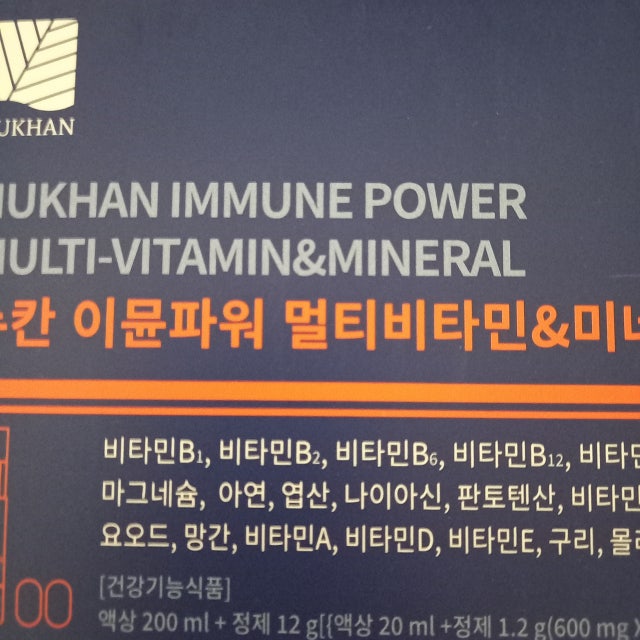 UKHAN
UKHAN IMMUNE POWER
MULTI-VITAMIN&MINERAL
칸 이뮨파워 멀티비타민&미
비타민B₁, 비타민B₂, 비타민B₆, 비타민B₁₂, 비타민
마그네슘, 아연, 엽산, 나이아신, 판토텐산, 비타민
요오드, 망간, 비타민A, 비타민D, 비타민E, 구리, 몰
00
[건강기능식품]
액상 200 ml + 정제 12 g[{액상 20 ml +정제 1.2 g(600 mg